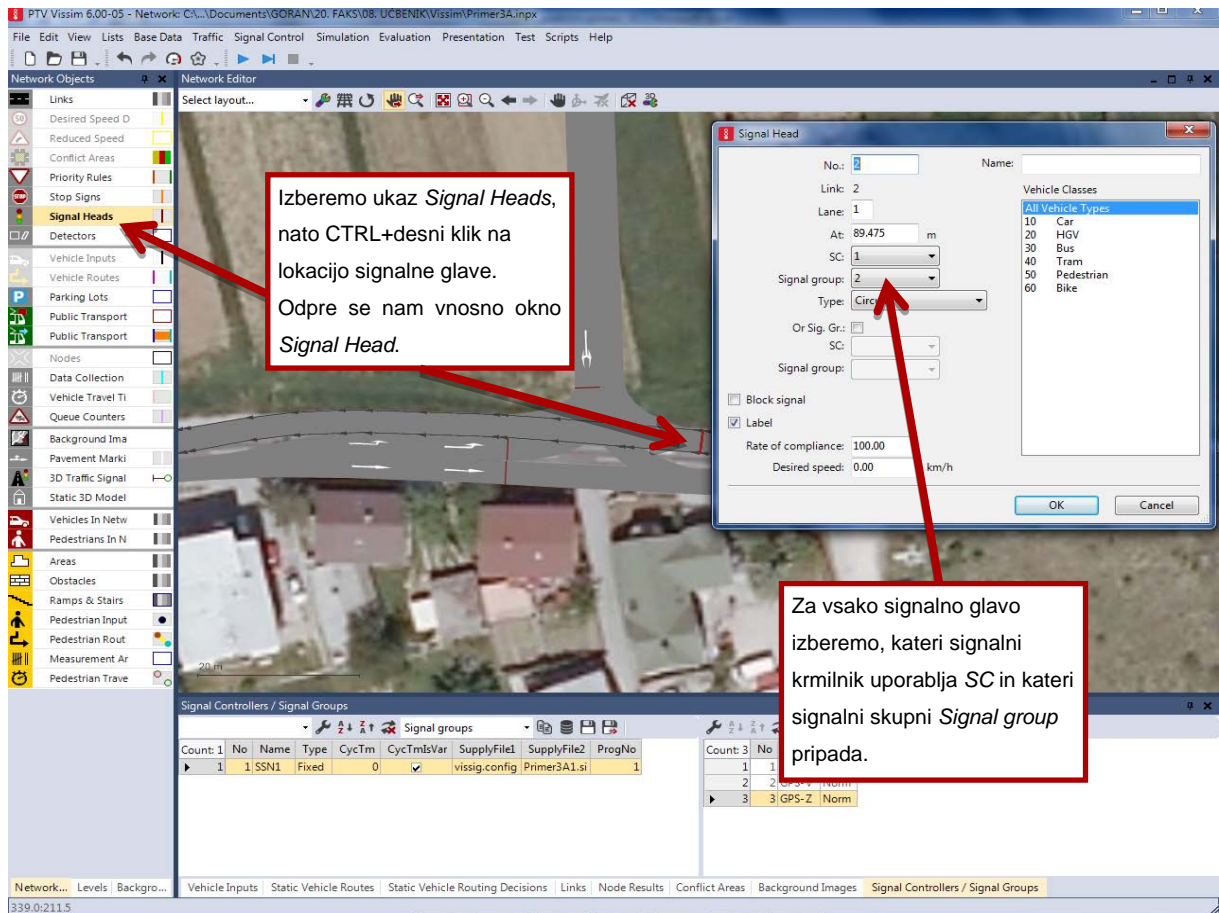 PTV Vissim 6.00-05 - Network: C:\...\Documents\GORAN\20. FAKS\08. UCBENIK\Vissim\Primer3A.inpx
File Edit View Lists Base Data Traffic Signal Control Simulation Evaluation Presentation Test Scripts Help
Network Objects
Links
Desired Speed D
Reduced Speed
Conflict Areas
Priority Rules
Stop Signs
Signal Heads
Detectors
Vehicle Inputs
Vehicle Routes
Parking Lots
Public Transport
Public Transport
Nodes
Data Collection
Vehicle Travel Ti
Queue Counters
Background Ima
Pavement Marki
3D Traffic Signal
Static 3D Model
Vehicles In Netw
Pedestrians In N
Areas
Obstacles
Ramps & Stairs
Pedestrian Input
Pedestrian Rout
Measurement Ar
Pedestrian Trave
Network... Levels Backgro...
339.0:211.5
Network Editor
Select layout...
Izberemo ukaz Signal Heads,
nato CTRL+desni klik na
lokacijo signalne glave.
Odpre se nam vnosno okno
Signal Head.
20 m
Signal Head
No.: 2
Name:
Link: 2
Lane: 1
At: 89.475 m
SC: 1
Signal group: 2
Type:
Or Sig. Gr.:
SC:
Signal group:
Block signal
Label
Rate of compliance: 100.00
Desired speed: 0.00 km/h
Vehicle Classes
All Vehicle Types
10 Car
20 HGV
30 Bus
40 Tram
50 Pedestrian
60 Bike
OK Cancel
Za vsako signalno glavo
izberemo, kateri signalni
krmilnik uporablja SC in kateri
signalni skupni Signal group
pripada.
Signal Controllers / Signal Groups
Signal groups
Count: 1 No Name Type CycTm CycTmIsVar SupplyFile1 SupplyFile2 ProgNo
1 1 SSN1 Fixed 0 vissig.config Primer3A1.si 1
Count: 3 No
1 1
2 2 GPS-V Norm
3 3 GPS-Z Norm
Vehicle Inputs Static Vehicle Routes Static Vehicle Routing Decisions Links Node Results Conflict Areas Background Images Signal Controllers / Signal Groups